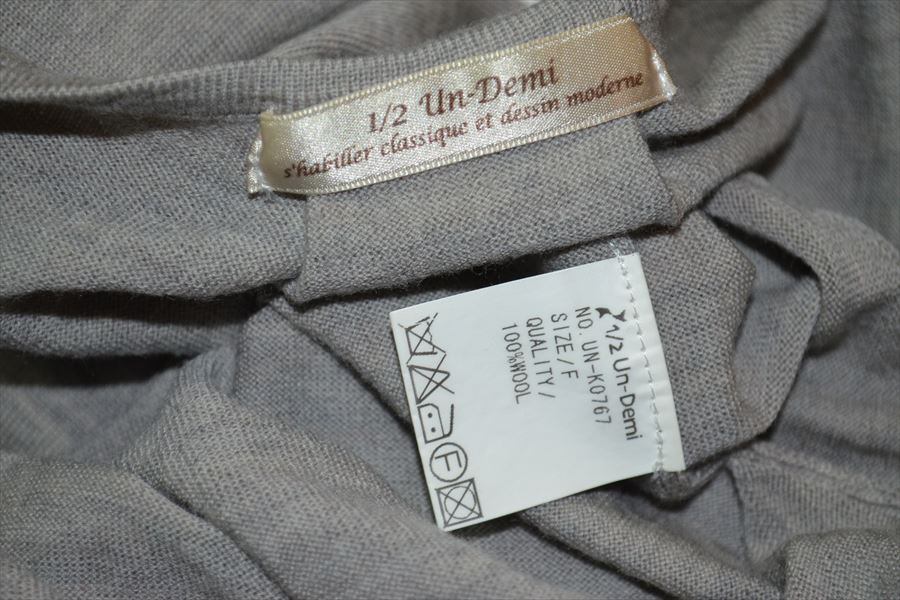 1/2 Un-Demi
s'habiller classique et dessin moderne
1/2 Un-Demi
NO. UN-K0767
SIZE/F
QUALITY/
100%WOOL
F